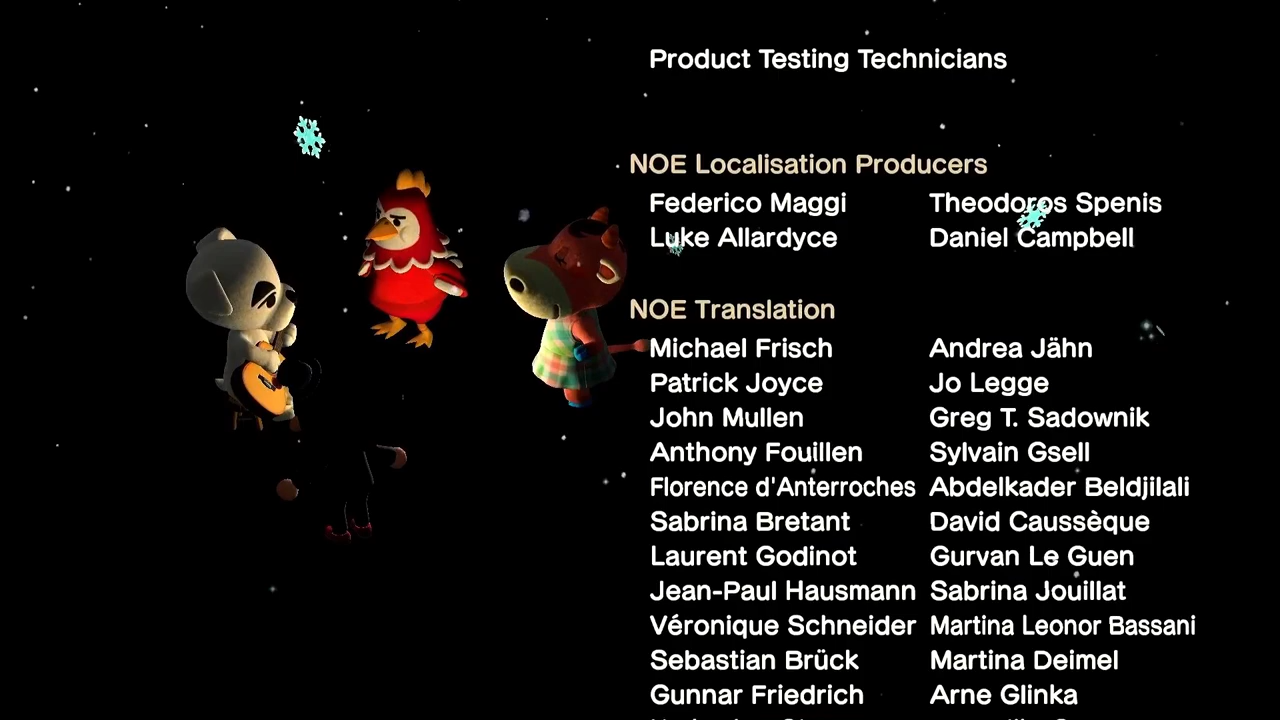 Product Testing Technicians
NOE Localisation Producers
Federico Maggi Theodoros Spenis
Luke Allardyce Daniel Campbell
NOE Translation
Michael Frisch Andrea Jähn
Patrick Joyce Jo Legge
John Mullen Greg T. Sadownik
Anthony Fouillen Sylvain Gsell
Florence d'Anterroches Abdelkader Beldjilali
Sabrina Bretant David Caussèque
Laurent Godinot Gurvan Le Guen
Jean-Paul Hausmann Sabrina Jouillat
Véronique Schneider Martina Leonor Bassani
Sebastian Brück Martina Deimel
Gunnar Friedrich Arne Glinka